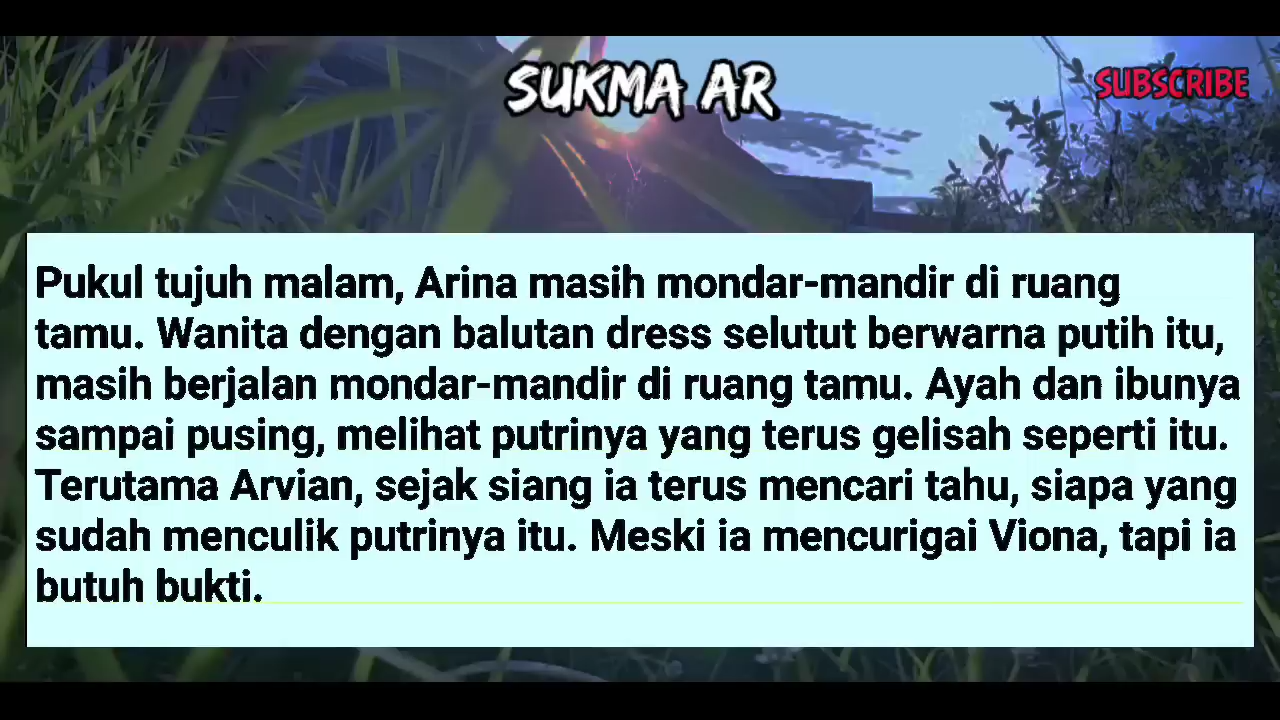 SUKMA AR
SUBSCRIBE
Pukul tujuh malam, Arina masih mondar-mandir di ruang
tamu. Wanita dengan balutan dress selutut berwarna putih itu,
masih berjalan mondar-mandir di ruang tamu. Ayah dan ibunya
sampai pusing, melihat putrinya yang terus gelisah seperti itu.
Terutama Arvian, sejak siang ia terus mencari tahu, siapa yang
sudah menculik putrinya itu. Meski ia mencurigai Viona, tapi ia
butuh bukti.